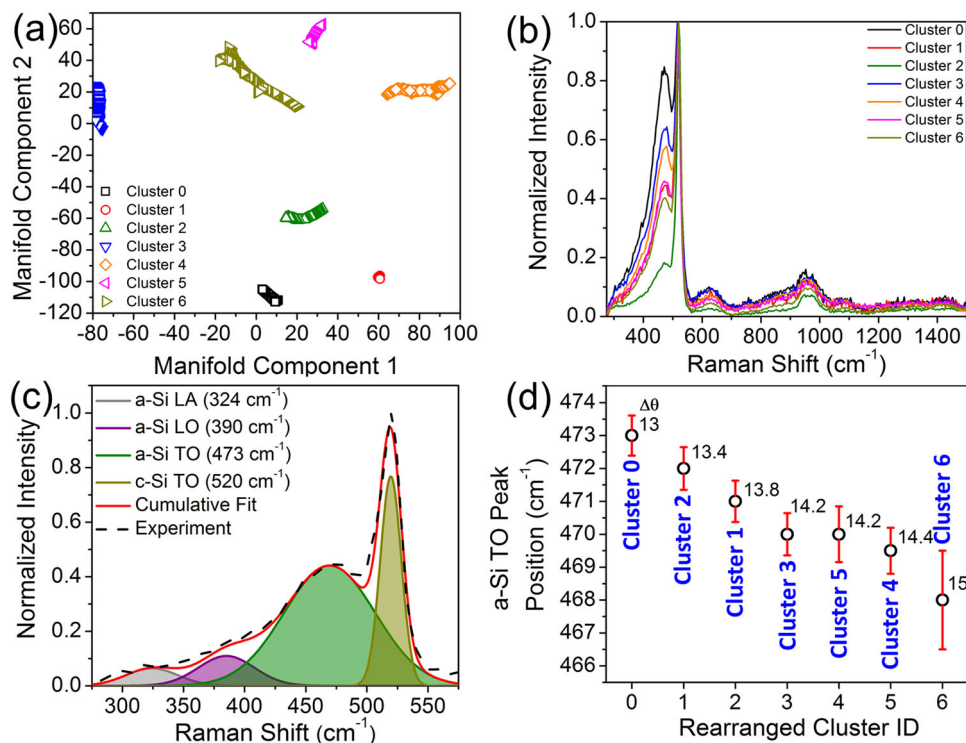 (a)
60
40
20
0
-20
-40
-60
-80
-100
-120
Manifold Component 2
Cluster 0
Cluster 1
Cluster 2
Cluster 3
Cluster 4
Cluster 5
Cluster 6
-80 -60 -40 -20 0 20 40 60 80 100
Manifold Component 1
(b)
1.0
0.8
0.6
0.4
0.2
0.0
Normalized Intensity
Cluster 0
Cluster 1
Cluster 2
Cluster 3
Cluster 4
Cluster 5
Cluster 6
400 600 800 1000 1200 1400
Raman Shift (cm⁻¹)
(c)
1.0
0.8
0.6
0.4
0.2
0.0
Normalized Intensity
a-Si LA (324 cm⁻¹)
a-Si LO (390 cm⁻¹)
a-Si TO (473 cm⁻¹)
c-Si TO (520 cm⁻¹)
Cumulative Fit
Experiment
300 350 400 450 500 550
Raman Shift (cm⁻¹)
(d)
474
473
472
471
470
469
468
467
466
a-Si TO Peak
Position (cm⁻¹)
Δθ
13
13.4
13.8
14.2
14.2
14.4
15
Cluster 0
Cluster 2
Cluster 1
Cluster 3
Cluster 5
Cluster 4
Cluster 6
0 1 2 3 4 5 6
Rearranged Cluster ID